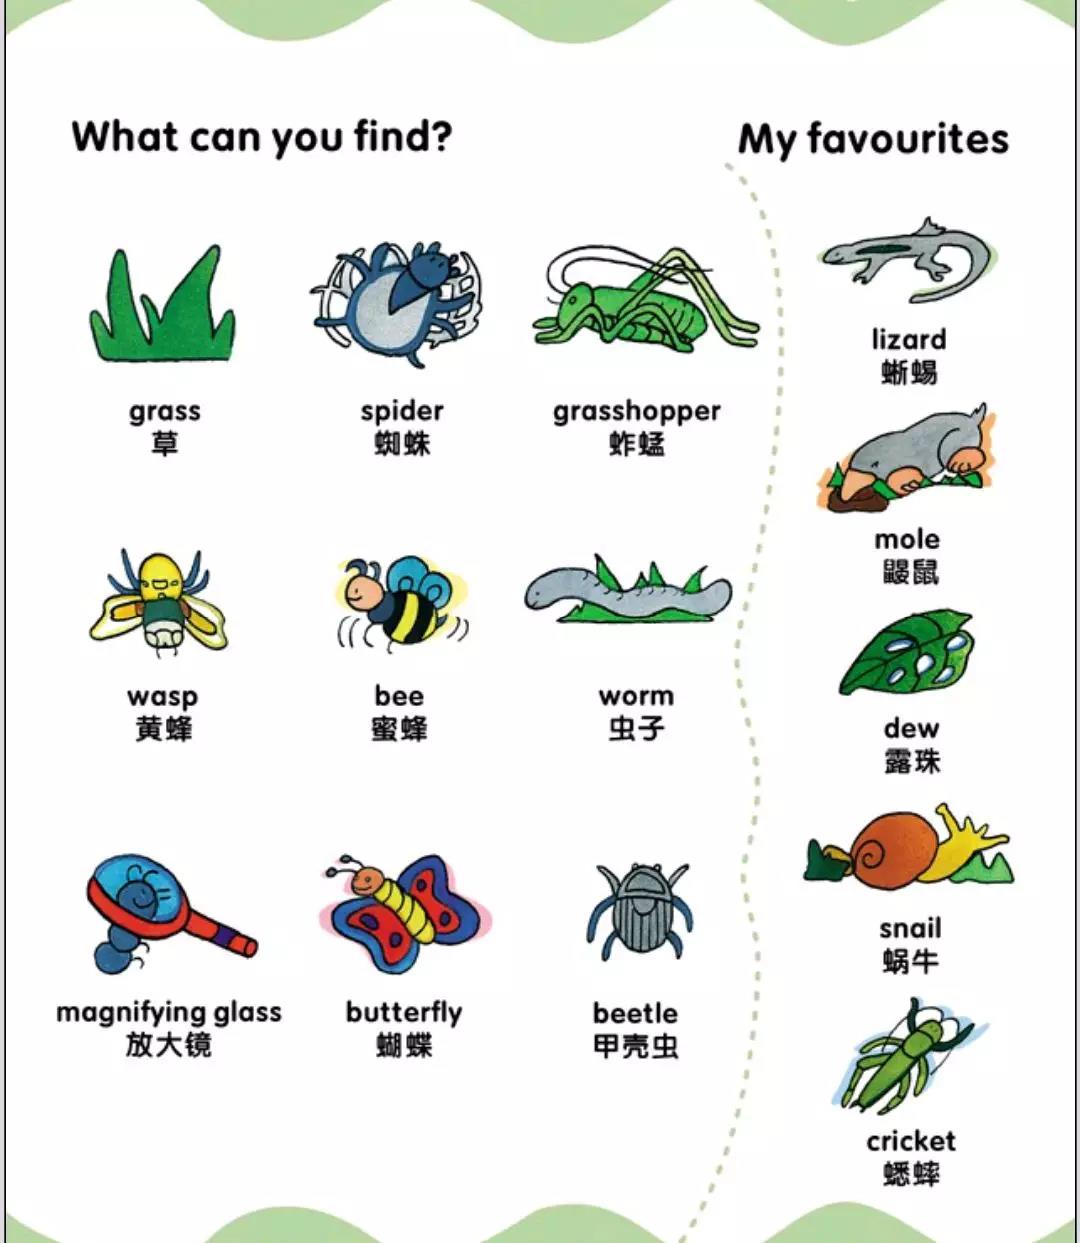 What can you find?
My favourites
grass
草
spider
蜘蛛
grasshopper
蚱蜢
wasp
黄蜂
bee
蜜蜂
worm
虫子
magnifying glass
放大镜
butterfly
蝴蝶
beetle
甲壳虫
lizard
蜥蜴
mole
鼹鼠
dew
露珠
snail
蜗牛
cricket
蟋蟀